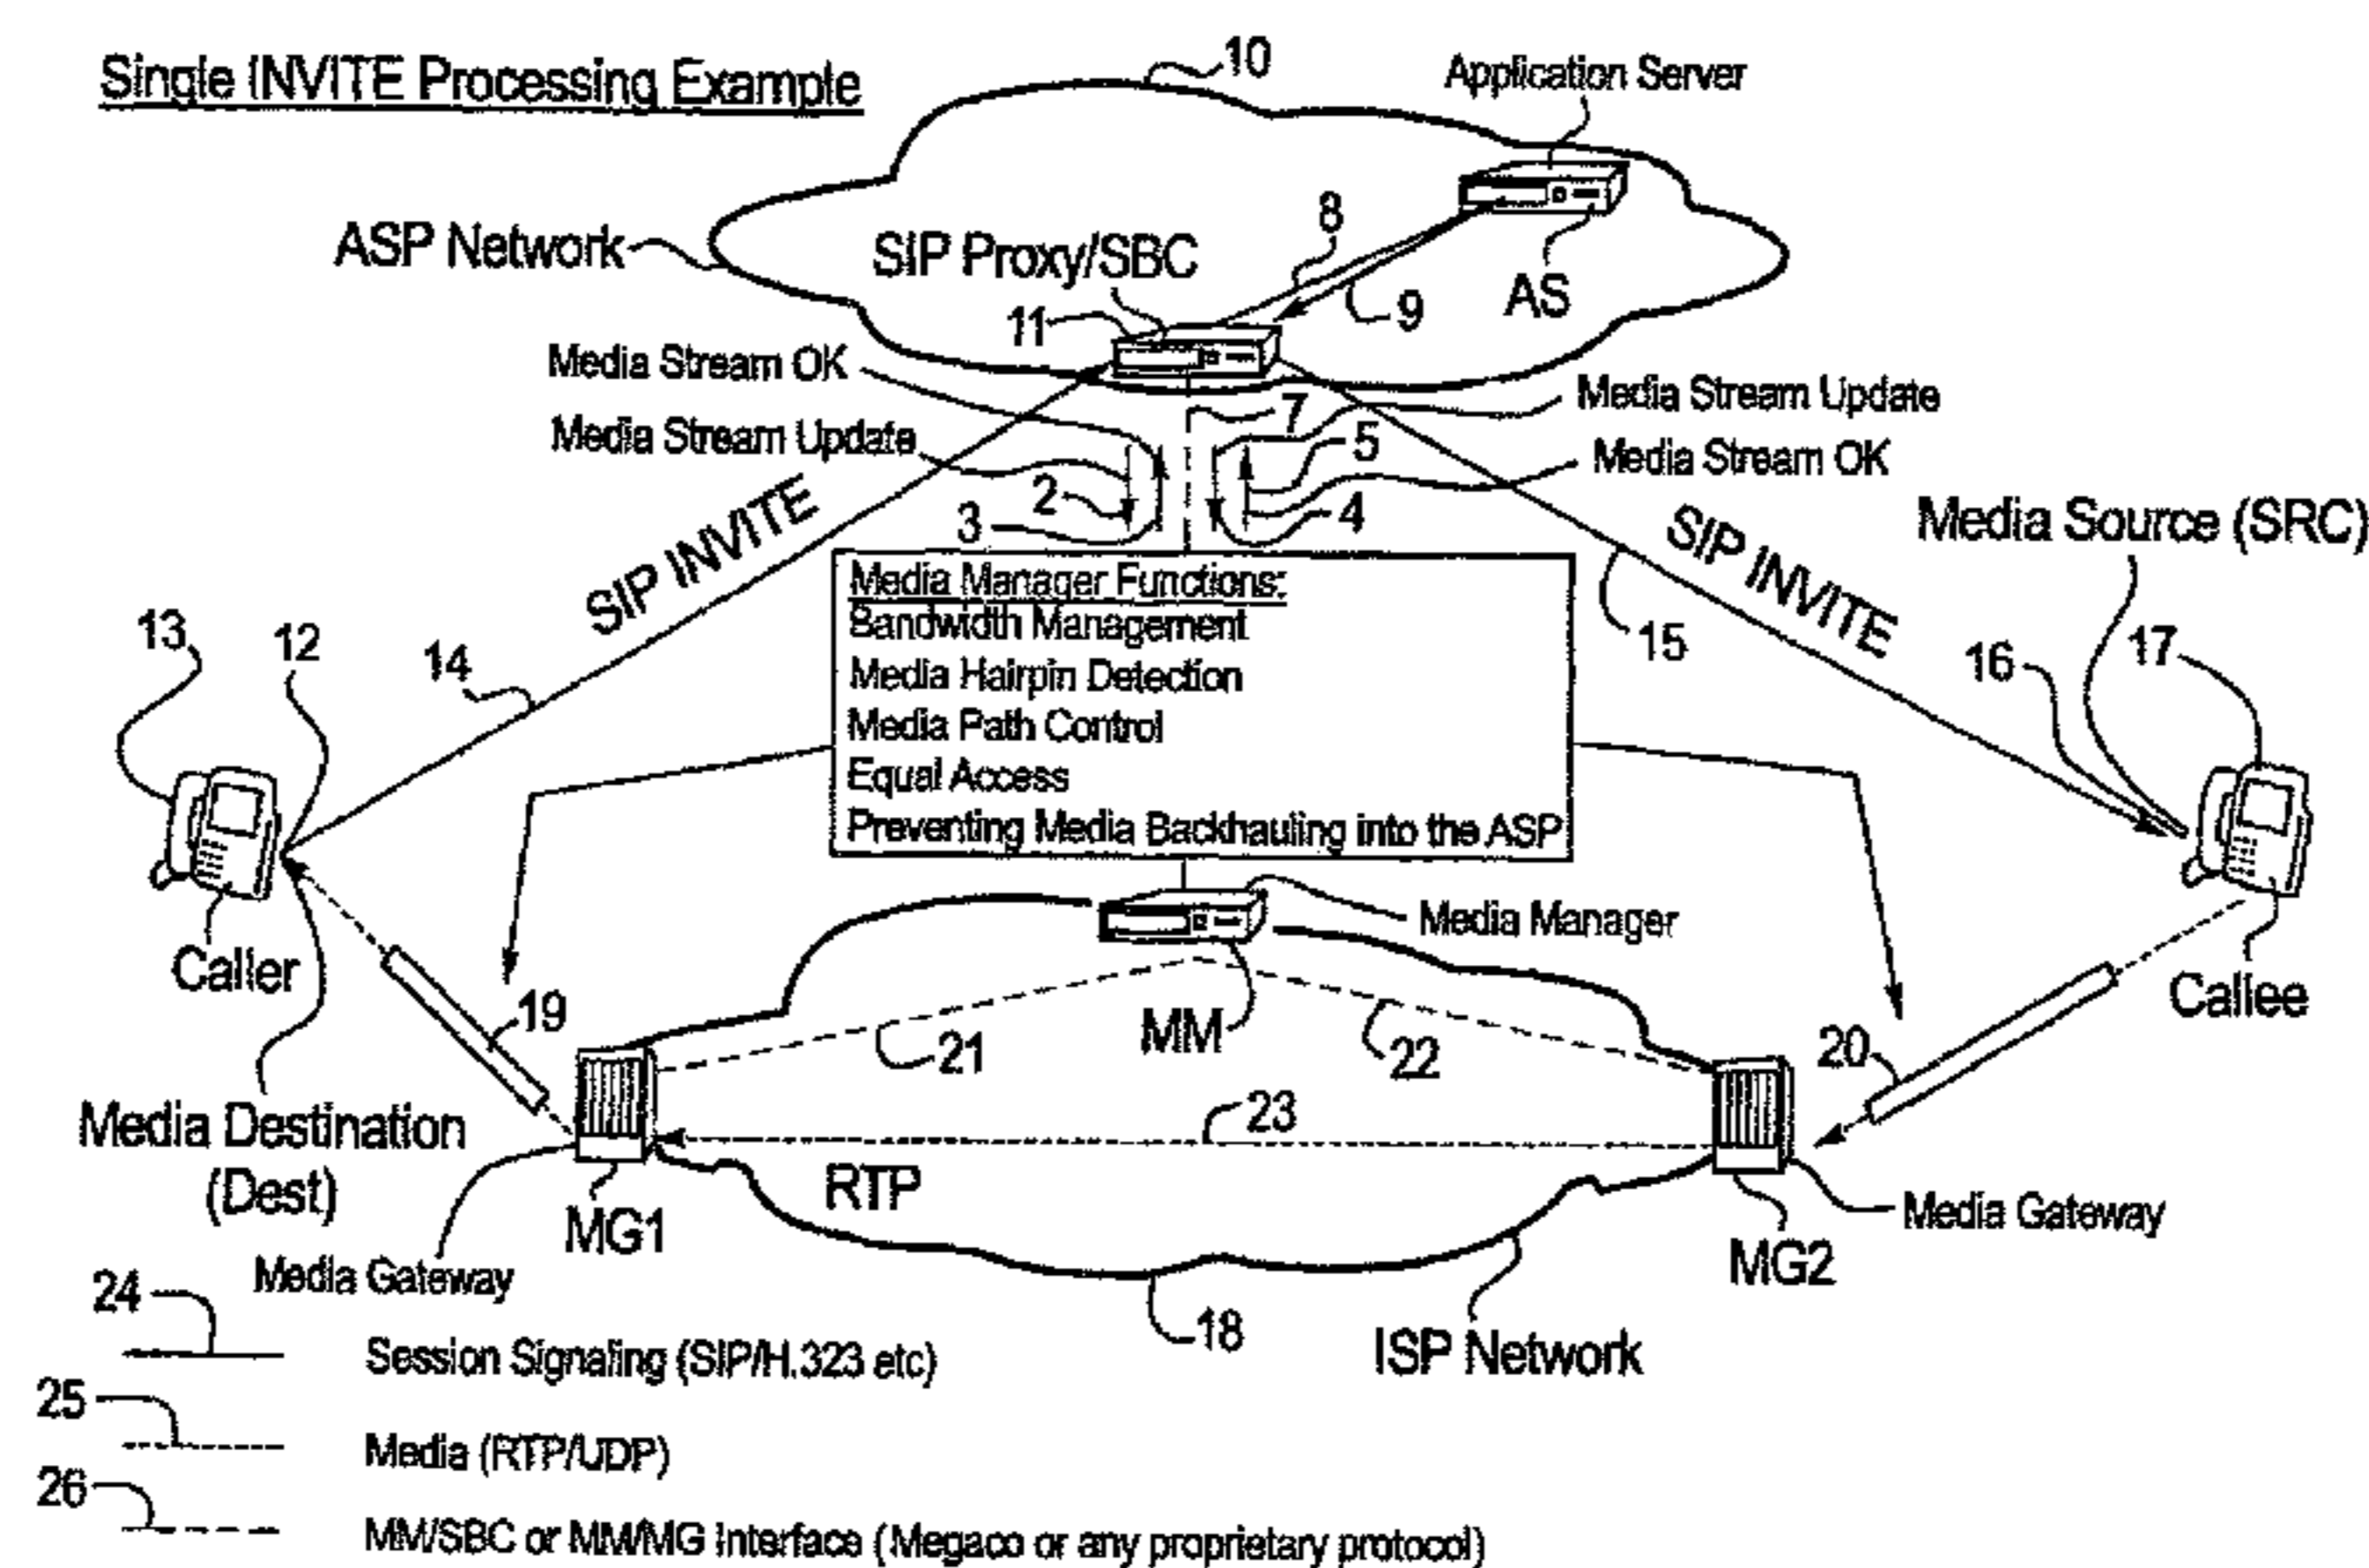 Single INVITE Processing Example
10
Application Server
ASP Network
SIP Proxy/SBC
8
9
AS
11
Media Stream OK
Media Stream Update
7
Media Stream Update
5
Media Stream OK
2
3
4
SIP INVITE
SIP INVITE
Media Source (SRC)
13
12
14
15
16
17
Media Manager Functions:
Bandwidth Management
Media Hairpin Detection
Media Path Control
Equal Access
Preventing Media Backhauling into the ASP
Media Manager
Caller
Callee
19
21
MM
22
20
Media Destination
(Dest)
23
RTP
MG1
Media Gateway
MG2
Media Gateway
18
ISP Network
24
Session Signaling (SIP/H.323 etc)
25
Media (RTP/UDP)
26
MM/SBC or MM/MG Interface (Megaco or any proprietary protocol)